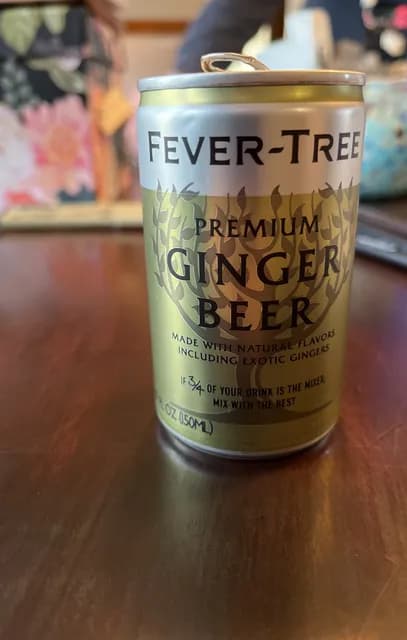 FEVER-TREE
PREMIUM
GINGER
BEER
MADE WITH NATURAL FLAVORS
INCLUDING EXOTIC GINGERS
IF 3/4 OF YOUR DRINK IS THE MIXER,
MIX WITH THE BEST
OZ (150ML)